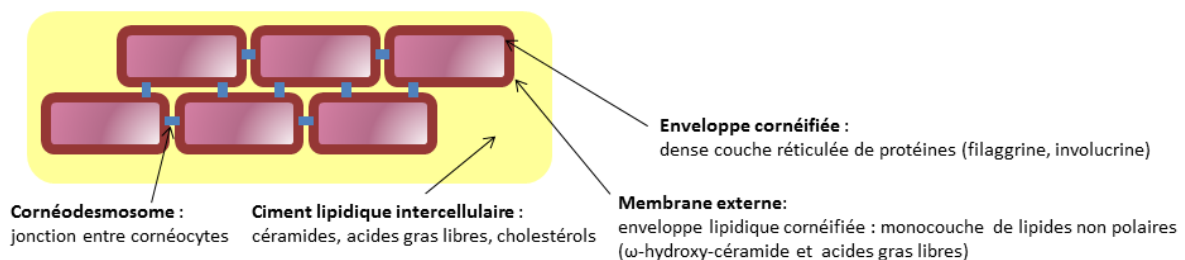 Enveloppe cornéifiée :
dense couche réticulée de protéines (filaggrine, involucrine)
Cornéodesmosome :
jonction entre cornéocytes
Ciment lipidique intercellulaire :
céramides, acides gras libres, cholestérols
Membrane externe:
enveloppe lipidique cornéifiée : monocouche de lipides non polaires
(ω-hydroxy-céramide et acides gras libres)